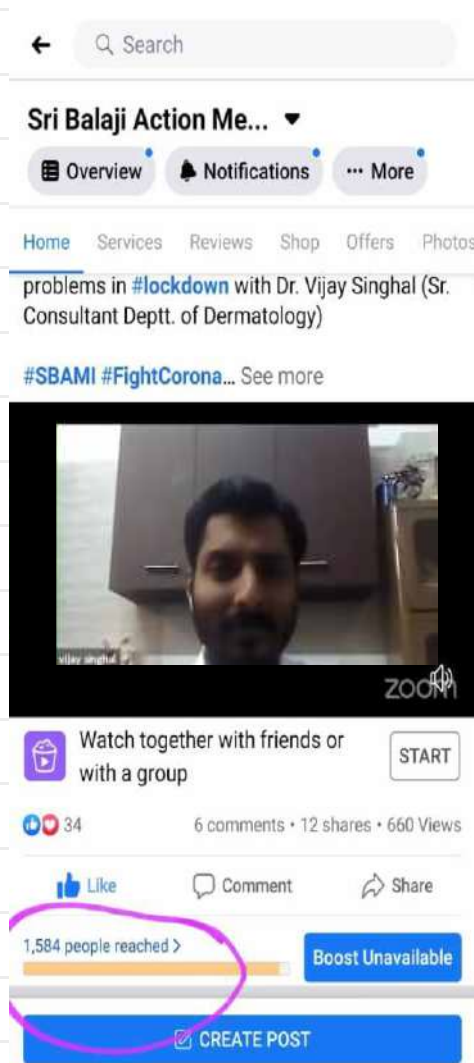 Search
Sri Balaji Action Me...
Overview Notifications ... More
Home Services Reviews Shop Offers Photos
problems in #lockdown with Dr. Vijay Singhal (Sr.
Consultant Deptt. of Dermatology)
#SBAMI #FightCorona... See more
vijay singhal
zoom
Watch together with friends or
with a group
START
34 6 comments • 12 shares • 660 Views
Like Comment Share
1,584 people reached >
Boost Unavailable
CREATE POST